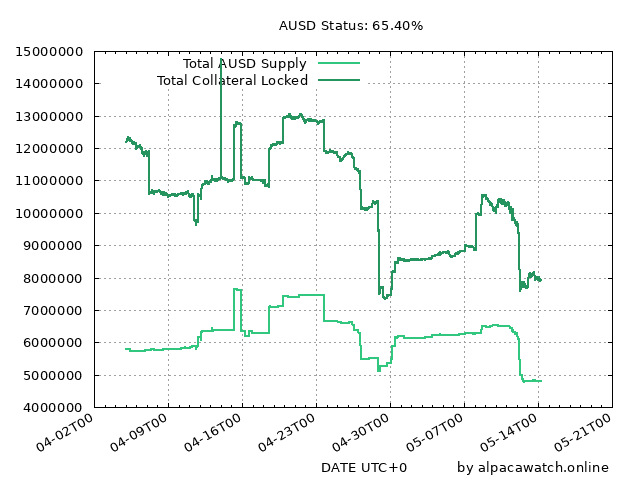 AUSD Status: 65.40%
15000000
14000000
13000000
12000000
11000000
10000000
9000000
8000000
7000000
6000000
5000000
4000000
Total AUSD Supply
Total Collateral Locked
04-02T00
04-09T00
04-16T00
04-23T00
04-30T00
05-07T00
05-14T00
05-21T00
DATE UTC+0
by alpacawatch.online